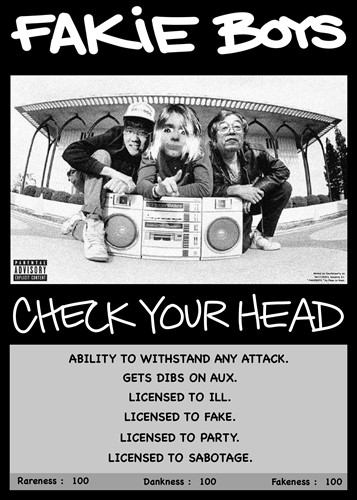 FAKiE BOYS
PARENTAL
ADVISORY
EXPLICIT CONTENT
CHECK YOUR HEAD
ABILITY TO WITHSTAND ANY ATTACK.
GETS DIBS ON AUX.
LICENSED TO ILL.
LICENSED TO FAKE.
LICENSED TO PARTY.
LICENSED TO SABOTAGE.
Rareness : 100 Dankness : 100 Fakeness : 100